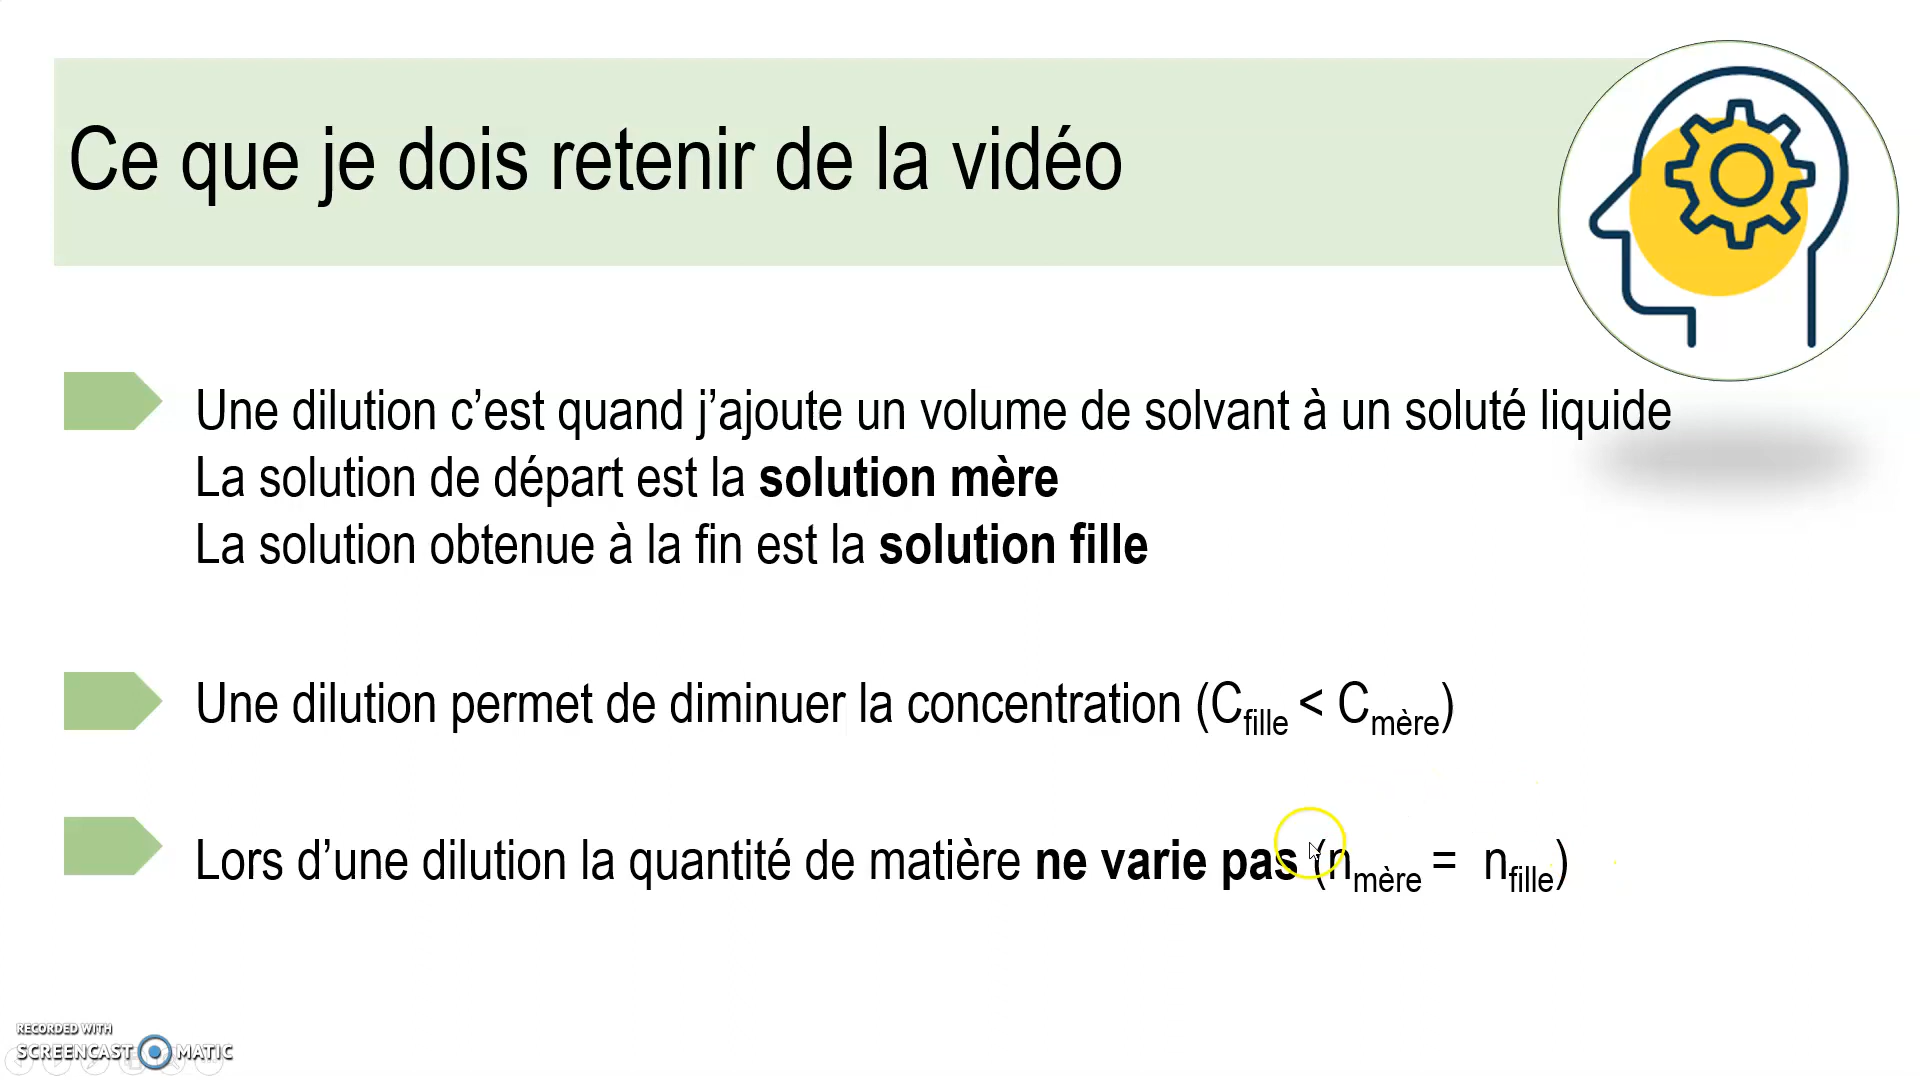 Ce que je dois retenir de la vidéo
Une dilution c’est quand j’ajoute un volume de solvant à un soluté liquide
La solution de départ est la solution mère
La solution obtenue à la fin est la solution fille
Une dilution permet de diminuer la concentration (Cfille < Cmère)
Lors d’une dilution la quantité de matière ne varie pas (nmère = nfille)
RECORDED WITH
SCREENCAST MATIC